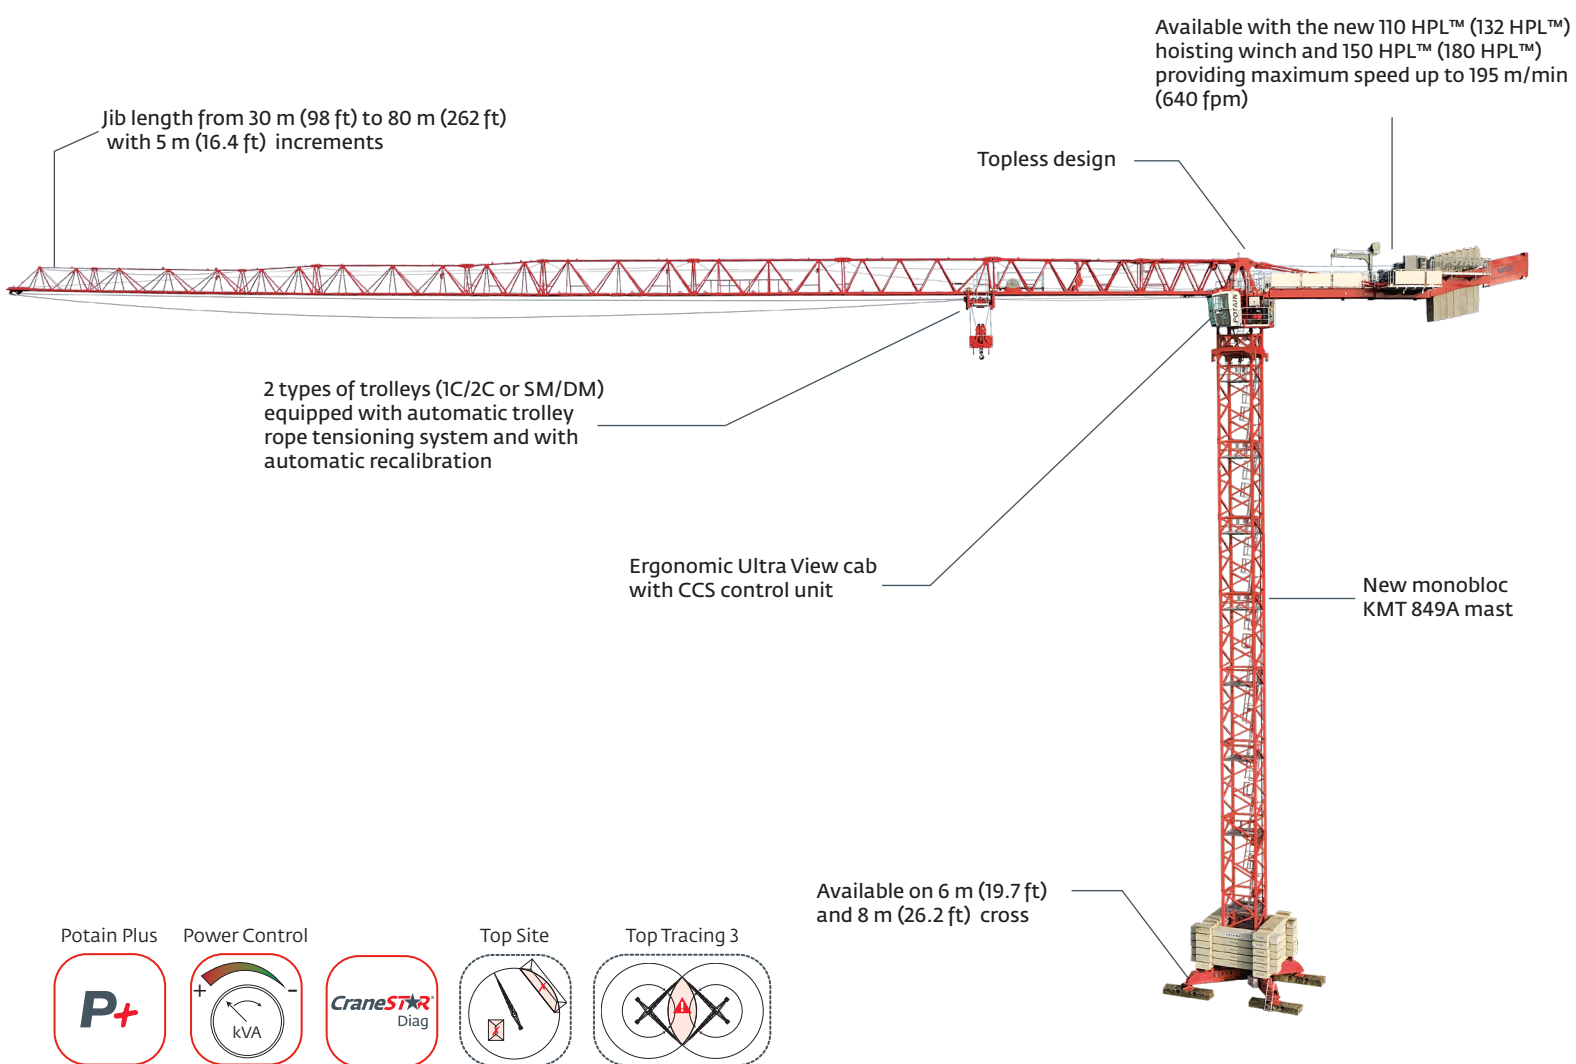 Available with the new 110 HPL™ (132 HPL™)
hoisting winch and 150 HPL™ (180 HPL™)
providing maximum speed up to 195 m/min
(640 fpm)
Jib length from 30 m (98 ft) to 80 m (262 ft)
with 5 m (16.4 ft) increments
Topless design
POTAIN
2 types of trolleys (1C/2C or SM/DM)
equipped with automatic trolley
rope tensioning system and with
automatic recalibration
Ergonomic Ultra View cab
with CCS control unit
New monobloc
KMT 849A mast
Available on 6 m (19.7 ft)
and 8 m (26.2 ft) cross
Potain Plus
P+
Power Control
+ -
kVA
CraneSTAR
Diag
Top Site
Top Tracing 3